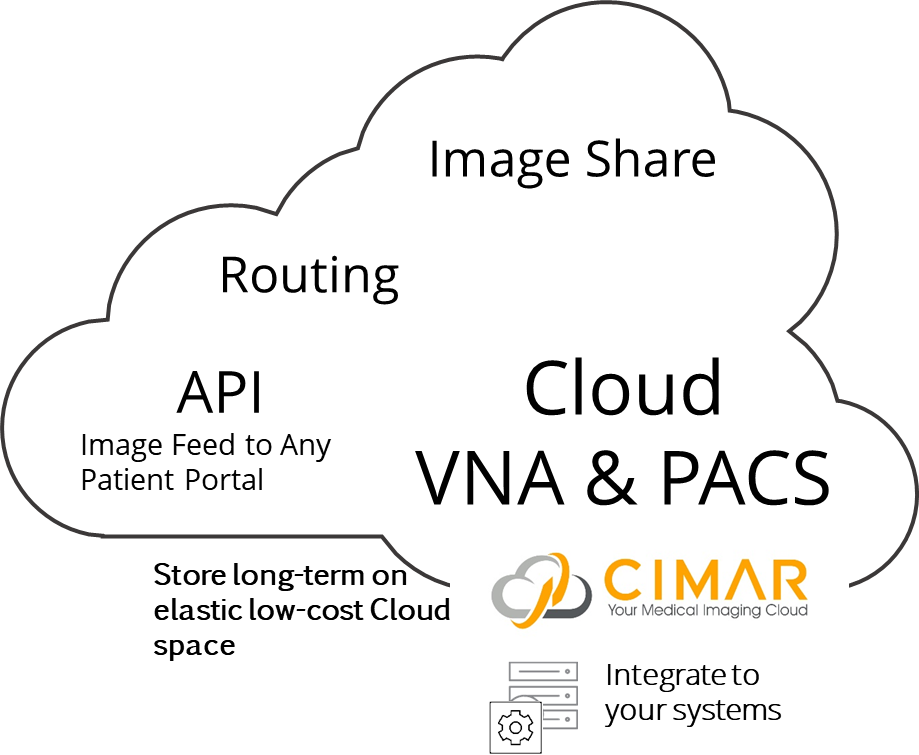 Image Share
Routing
API
Image Feed to Any
Patient Portal
Cloud
VNA & PACS
Store long-term on
elastic low-cost Cloud
space
CIMAR
Your Medical Imaging Cloud
Integrate to
your systems